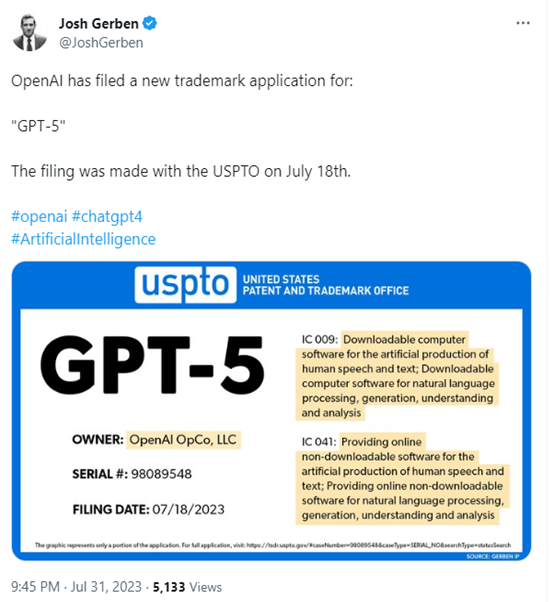 Josh Gerben
@JoshGerben
OpenAI has filed a new trademark application for:
"GPT-5"
The filing was made with the USPTO on July 18th.
#openai #chatgpt4
#ArtificialIntelligence
uspto
UNITED STATES
PATENT AND TRADEMARK OFFICE
GPT-5
OWNER: OpenAI OpCo, LLC
SERIAL #: 98089548
FILING DATE: 07/18/2023
IC 009: Downloadable computer
software for the artificial production of
human speech and text; Downloadable
computer software for natural language
processing, generation, understanding
and analysis
IC 041: Providing online
non-downloadable software for the
artificial production of human speech and
text; Providing online non-downloadable
software for natural language processing,
generation, understanding and analysis
The graphic represents only a portion of the application. For full application, visit: https://tsdr.uspto.gov/#caseNumber=98089548&caseType=SERIAL_NO&searchType=statusSearch
SOURCE: GERBEN IP
9:45 PM · Jul 31, 2023 · 5,133 Views